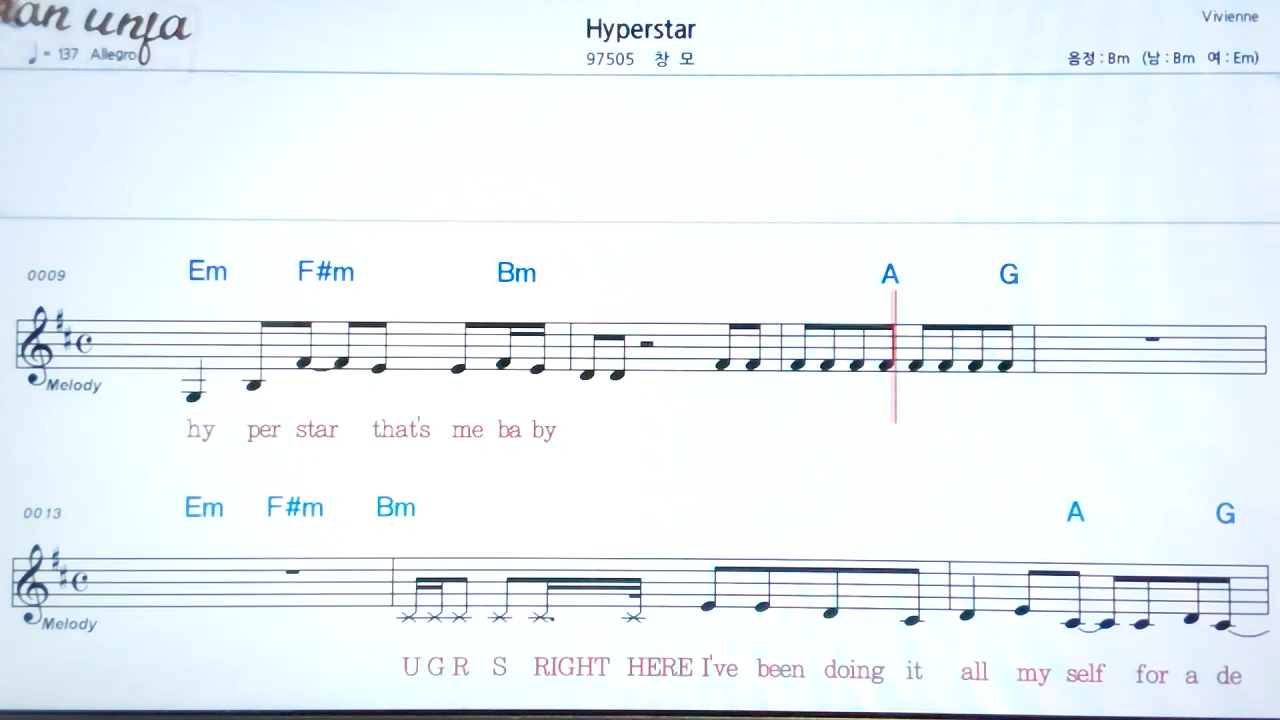 Hyperstar
Vivienne
♩ = 137 Allegro
97505 창 모
음정 : Bm (남 : Bm 여 : Em)
0009 Em F#m Bm A G
Melody
hy per star that's me ba by
0013 Em F#m Bm A G
Melody
U G R S RIGHT HERE I've been doing it all my self for a de